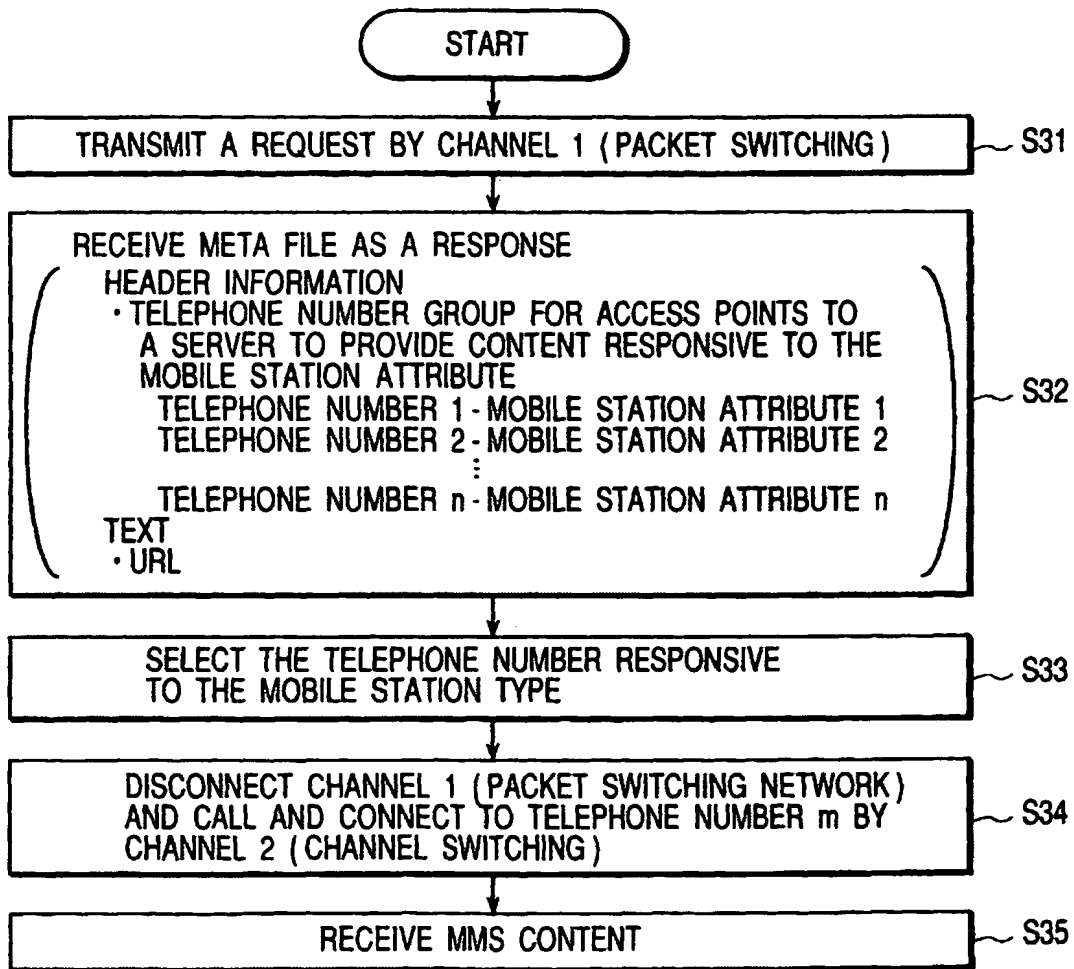 START
TRANSMIT A REQUEST BY CHANNEL 1 (PACKET SWITCHING)
S31
RECEIVE META FILE AS A RESPONSE
HEADER INFORMATION
・TELEPHONE NUMBER GROUP FOR ACCESS POINTS TO
A SERVER TO PROVIDE CONTENT RESPONSIVE TO THE
MOBILE STATION ATTRIBUTE
TELEPHONE NUMBER 1 - MOBILE STATION ATTRIBUTE 1
TELEPHONE NUMBER 2 - MOBILE STATION ATTRIBUTE 2
⋮
TELEPHONE NUMBER n - MOBILE STATION ATTRIBUTE n
TEXT
・URL
S32
SELECT THE TELEPHONE NUMBER RESPONSIVE
TO THE MOBILE STATION TYPE
S33
DISCONNECT CHANNEL 1 (PACKET SWITCHING NETWORK)
AND CALL AND CONNECT TO TELEPHONE NUMBER m BY
CHANNEL 2 (CHANNEL SWITCHING)
S34
RECEIVE MMS CONTENT
S35